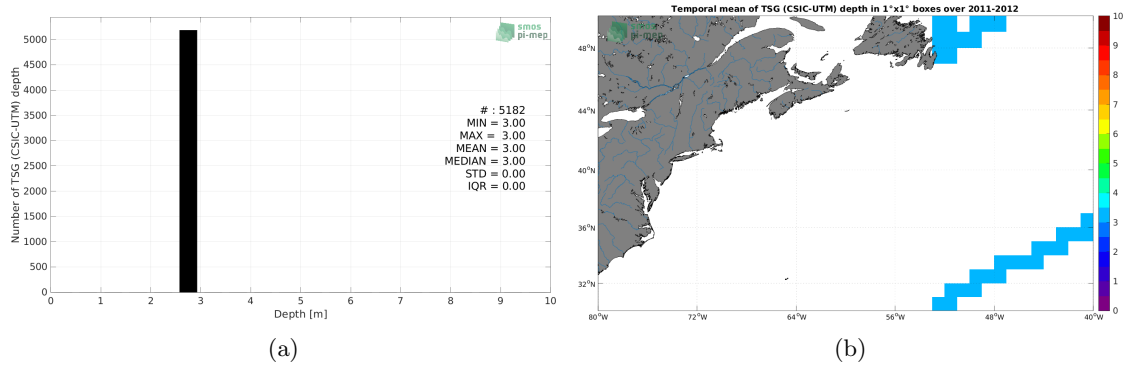 smos
pi-mep
5000
4500
4000
3500
3000
2500
2000
1500
1000
500
0
Number of TSG (CSIC-UTM) depth
# : 5182
MIN = 3.00
MAX = 3.00
MEAN = 3.00
MEDIAN = 3.00
STD = 0.00
IQR = 0.00
0 1 2 3 4 5 6 7 8 9 10
Depth [m]
(a)
Temporal mean of TSG (CSIC-UTM) depth in 1°x1° boxes over 2011-2012
smos
pi-mep
48°N
44°N
40°N
36°N
32°N
80°W 72°W 64°W 56°W 48°W 40°W
10
9
8
7
6
5
4
3
2
1
0
(b)